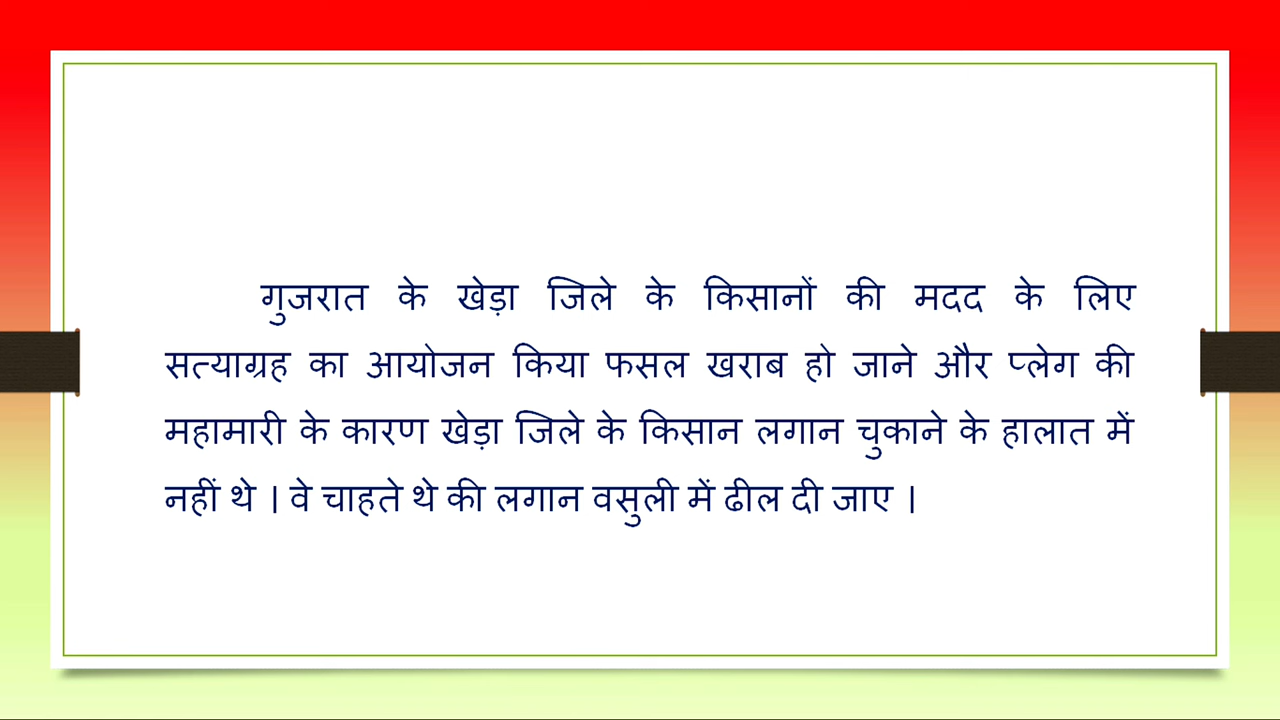 गुजरात के खेड़ा जिले के किसानों की मदद के लिए
सत्याग्रह का आयोजन किया फसल खराब हो जाने और प्लेग की
महामारी के कारण खेड़ा जिले के किसान लगान चुकाने के हालात में
नहीं थे । वे चाहते थे की लगान वसुली में ढील दी जाए ।